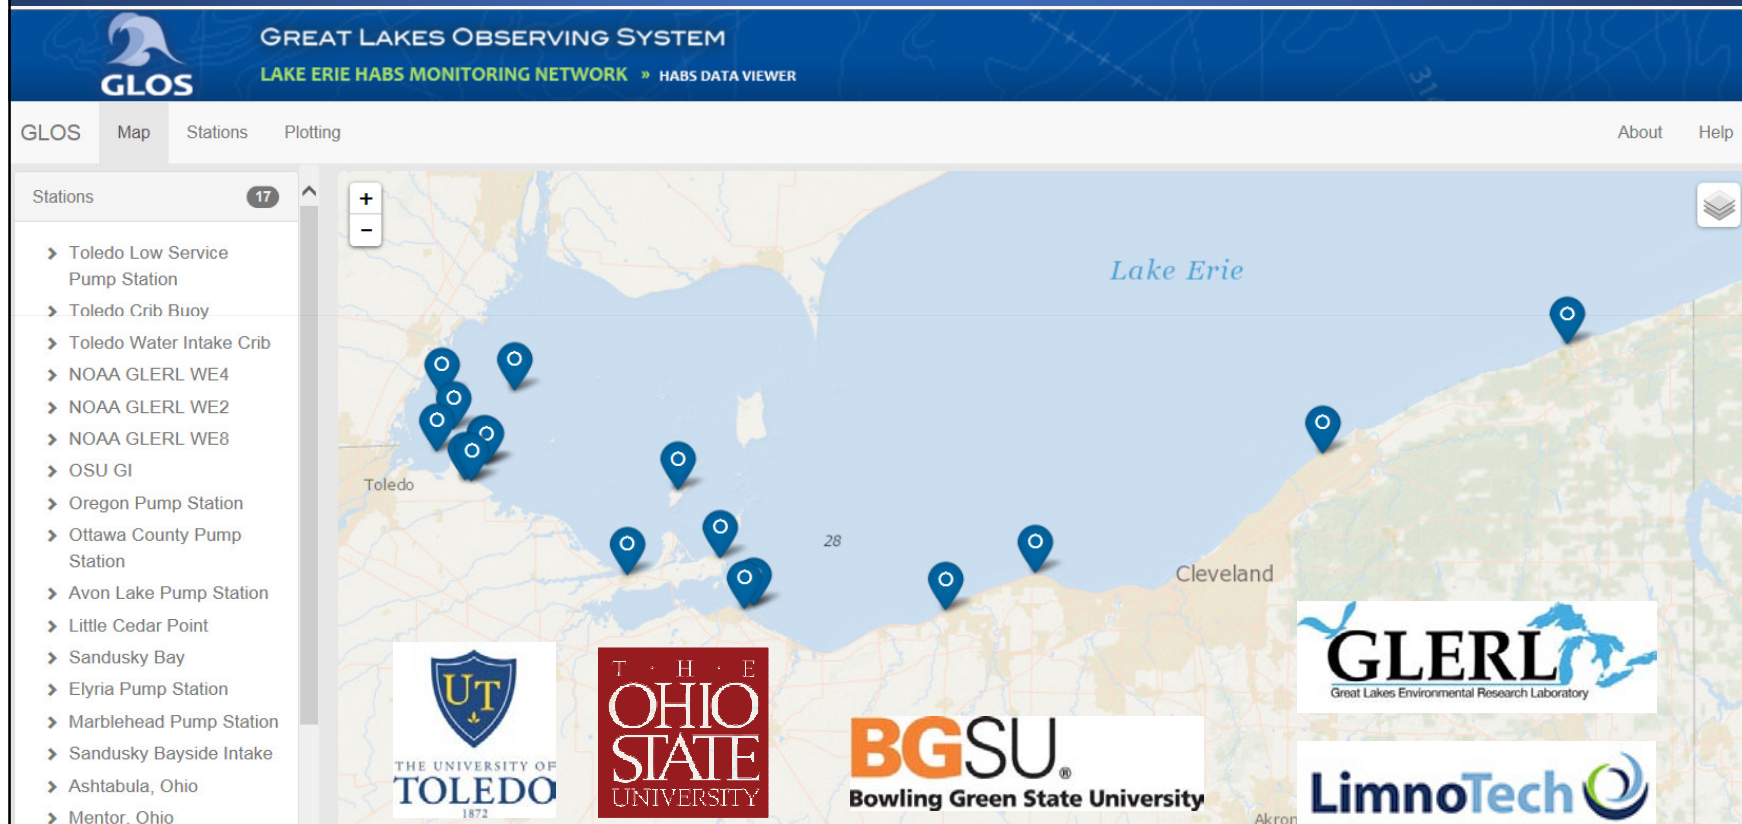 GREAT LAKES OBSERVING SYSTEM
LAKE ERIE HABS MONITORING NETWORK » HABS DATA VIEWER
GLOS
GLOS Map Stations Plotting About Help
Stations 17
Toledo Low Service
Pump Station
Toledo Crib Buoy
Toledo Water Intake Crib
NOAA GLERL WE4
NOAA GLERL WE2
NOAA GLERL WE8
OSU GI
Oregon Pump Station
Ottawa County Pump
Station
Avon Lake Pump Station
Little Cedar Point
Sandusky Bay
Elyria Pump Station
Marblehead Pump Station
Sandusky Bayside Intake
Ashtabula, Ohio
Mentor, Ohio
+
−
Lake Erie
Toledo
28
Cleveland
Akron
UT
THE UNIVERSITY OF
TOLEDO
1872
T · H · E
OHIO
STATE
UNIVERSITY
BGSU®
Bowling Green State University
GLERL
Great Lakes Environmental Research Laboratory
LimnoTech